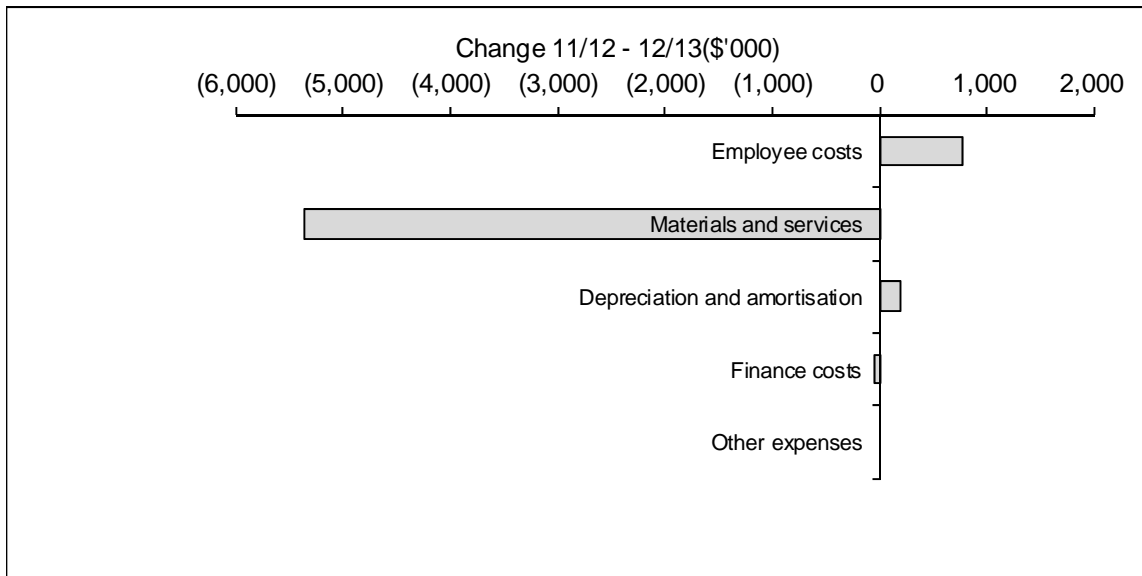 Change 11/12 - 12/13($'000)
(6,000) (5,000) (4,000) (3,000) (2,000) (1,000) 0 1,000 2,000
Employee costs
Materials and services
Depreciation and amortisation
Finance costs
Other expenses